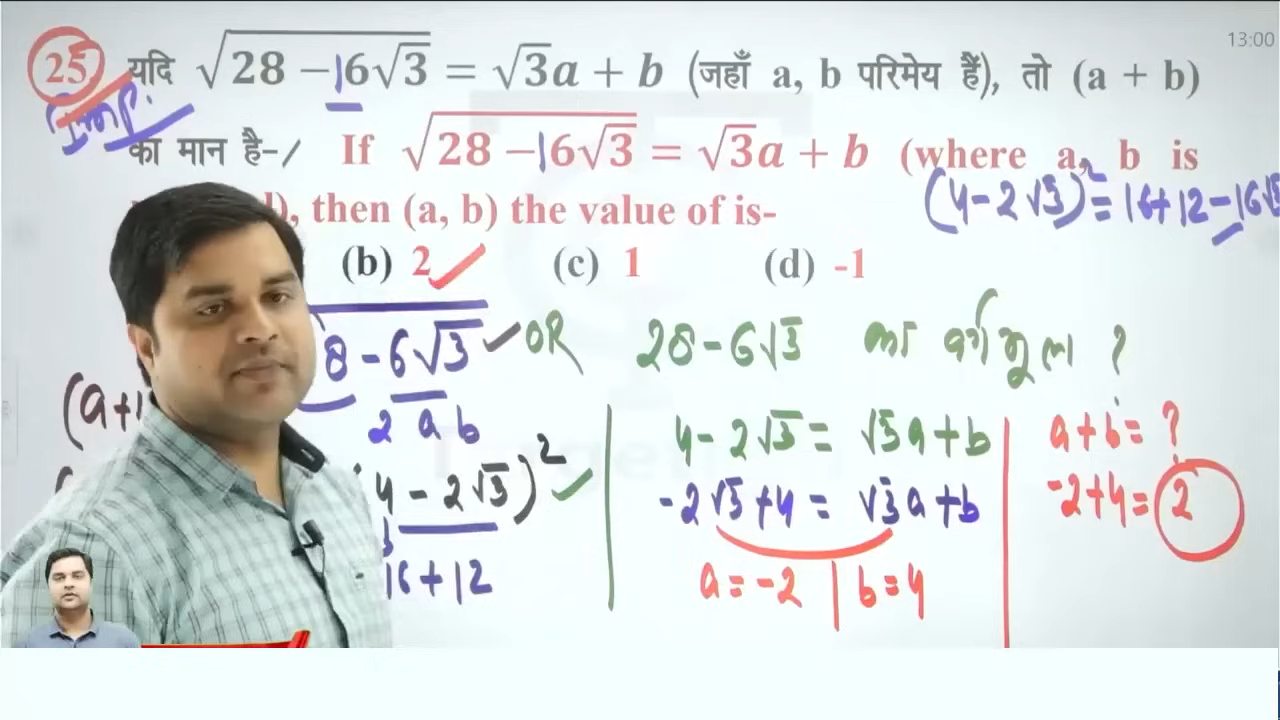 13:00
25 यदि √28 − 16√3 = √3a + b (जहाँ a, b परिमेय हैं), तो (a + b)
Imp.
का मान है-/ If √28 − 16√3 = √3a + b (where a, b is
), then (a, b) the value of is-
(4 − 2√3)² = 16 + 12 − 16√3
(b) 2 (c) 1 (d) -1
8 − 6√3 OR 28 − 6√3 का वर्गमूल ?
(a+
2 a b
4 − 2√3 = √3a + b
a + b = ?
4 − 2√3)²
-2√3 + 4 = √3a + b
-2 + 4 = 2
16 + 12
a = -2 | b = 4